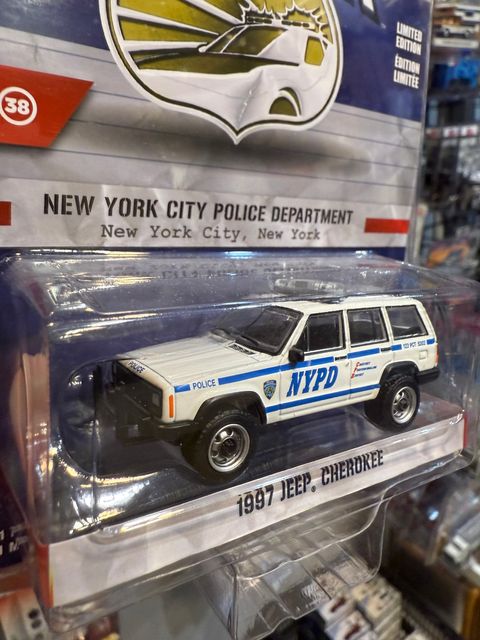 LIMITED
EDITION
ÉDITION
LIMITÉE
38
NEW YORK CITY POLICE DEPARTMENT
New York City, New York
POLICE
POLICE
NYPD
1997 JEEP® CHEROKEE